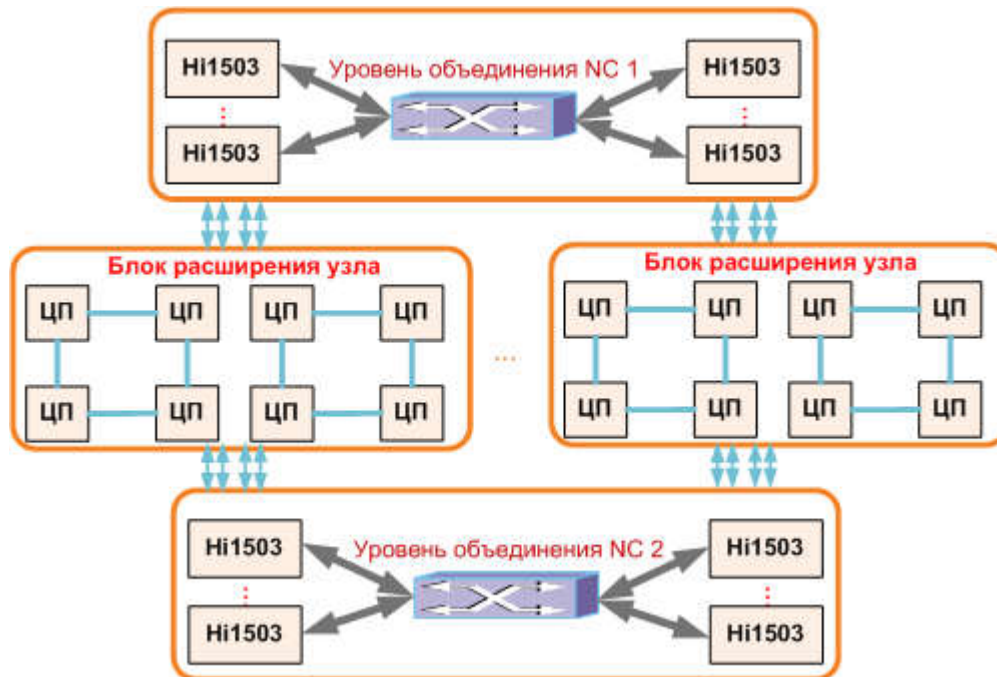 Hi1503
Уровень объединения NC 1
Hi1503
Hi1503
Hi1503
Блок расширения узла
ЦП
ЦП
ЦП
ЦП
ЦП
ЦП
ЦП
ЦП
...
Блок расширения узла
ЦП
ЦП
ЦП
ЦП
ЦП
ЦП
ЦП
ЦП
Hi1503
Уровень объединения NC 2
Hi1503
Hi1503
Hi1503